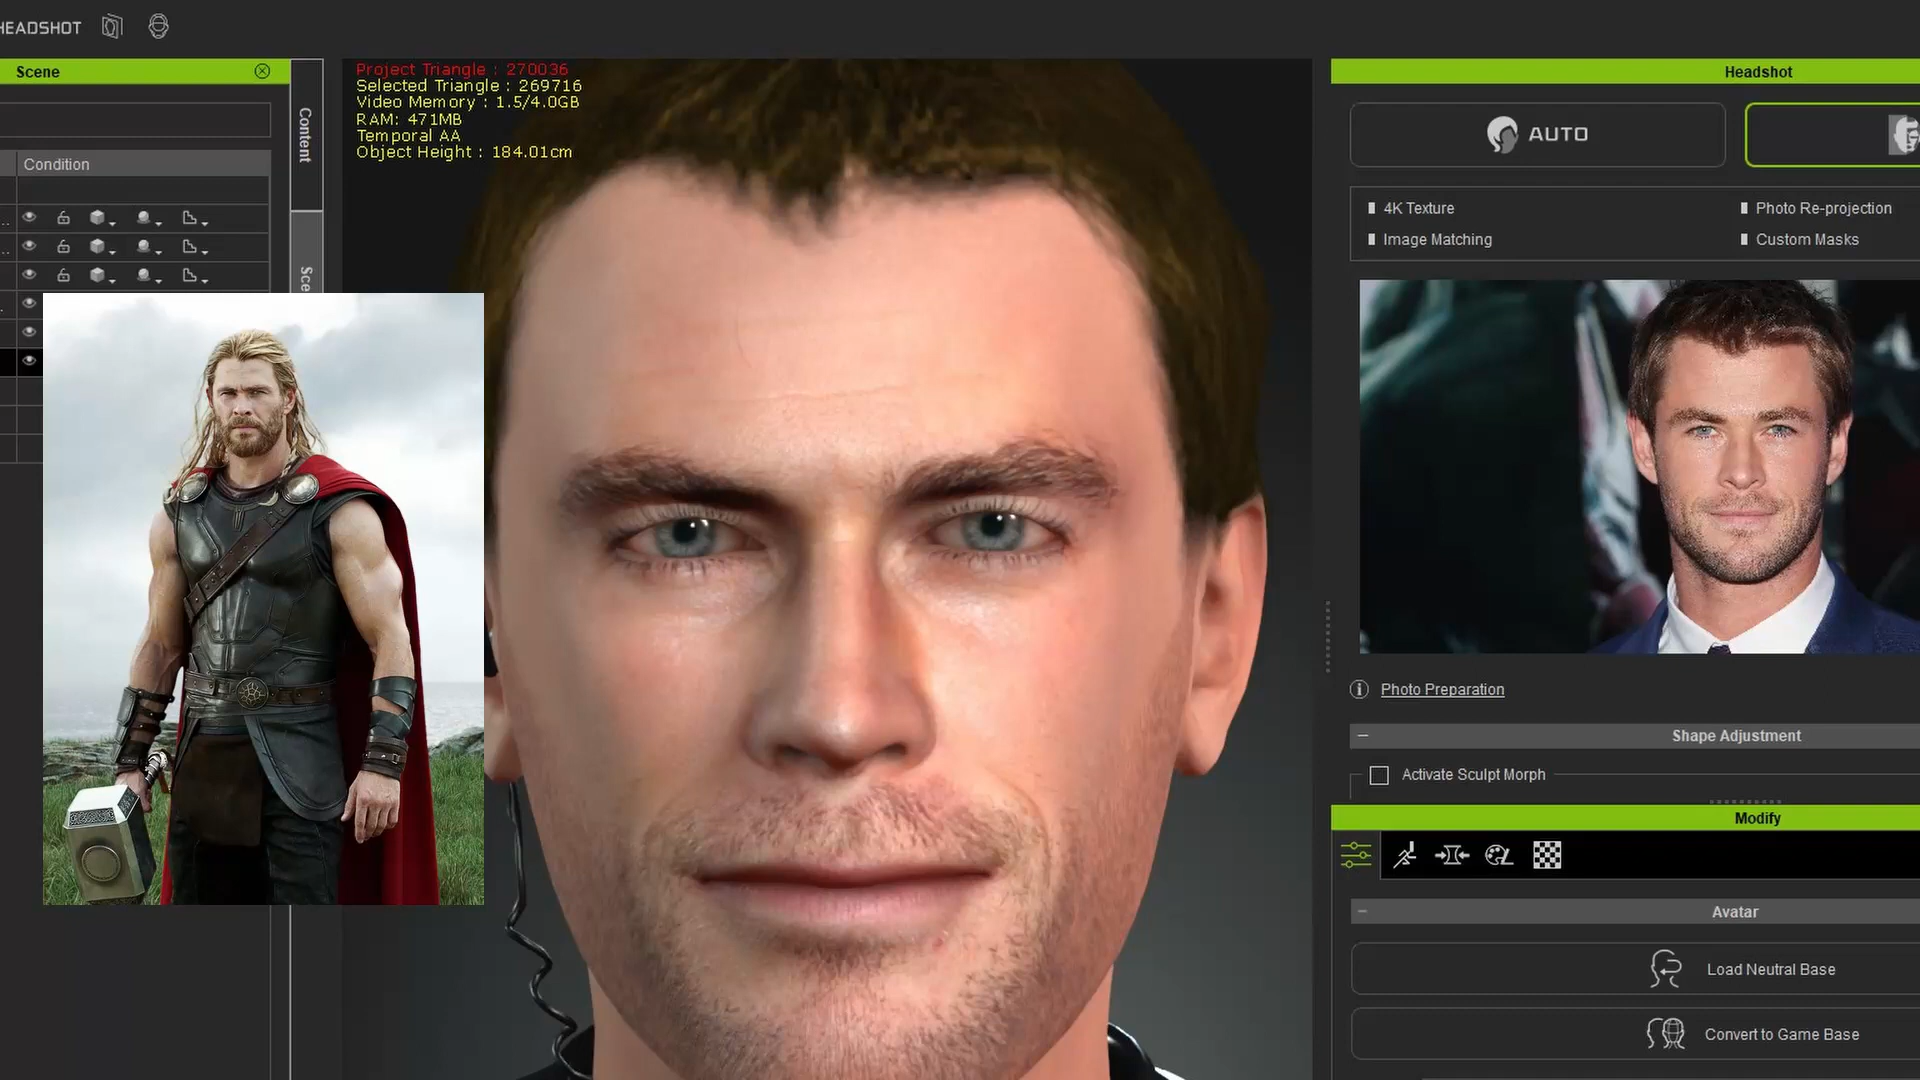 HEADSHOT
Scene
Content
Condition
Sce
Project Triangle : 270036
Selected Triangle : 269716
Video Memory : 1.5/4.0GB
RAM: 471MB
Temporal AA
Object Height : 184.01cm
Headshot
AUTO
4K Texture
Photo Re-projection
Image Matching
Custom Masks
Photo Preparation
Shape Adjustment
Activate Sculpt Morph
Modify
Avatar
Load Neutral Base
Convert to Game Base